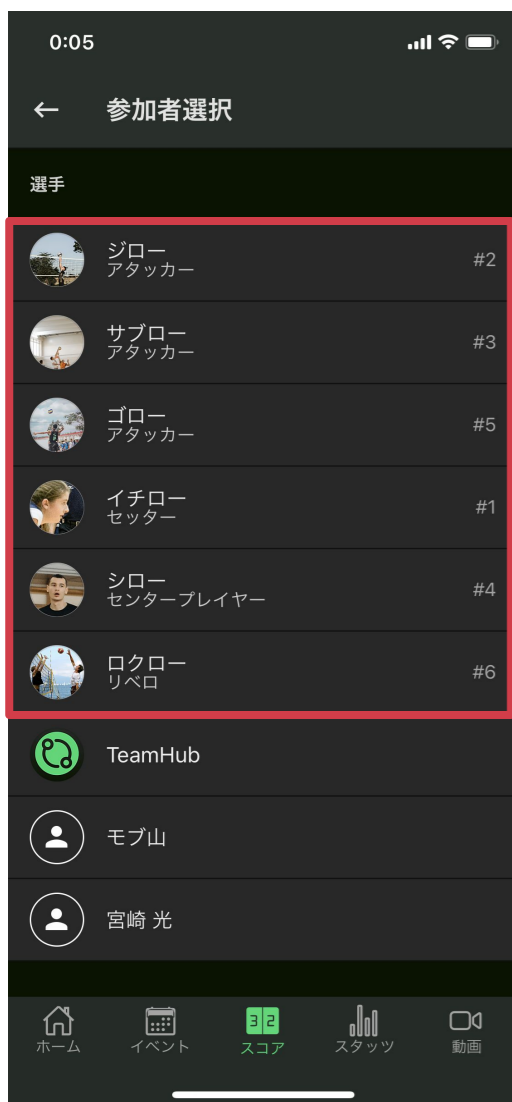 0:05
参加者選択
選手
ジロー
アタッカー
#2
サブロー
アタッカー
#3
ゴロー
アタッカー
#5
イチロー
セッター
#1
シロー
センタープレイヤー
#4
ロクロー
リベロ
#6
TeamHub
モブ山
宮崎 光
32
ホーム
イベント
スコア
スタッツ
動画